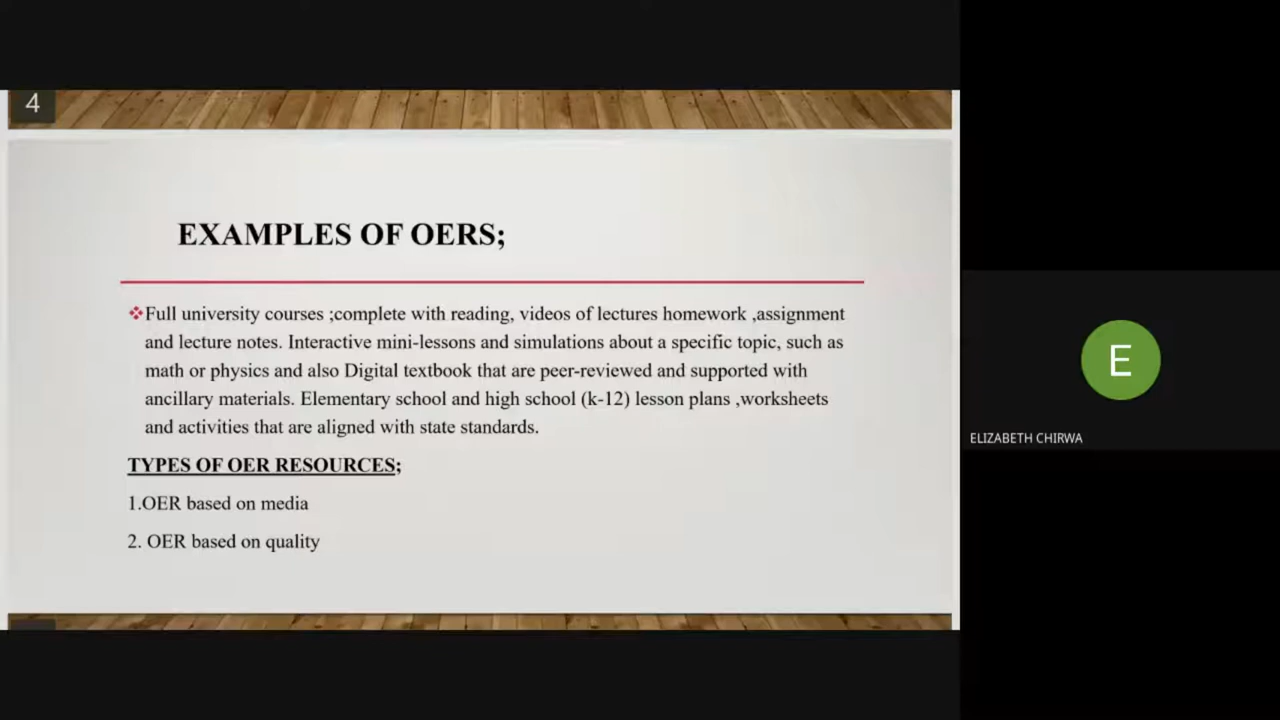 4
EXAMPLES OF OERS;
❖Full university courses ;complete with reading, videos of lectures homework ,assignment
and lecture notes. Interactive mini-lessons and simulations about a specific topic, such as
math or physics and also Digital textbook that are peer-reviewed and supported with
ancillary materials. Elementary school and high school (k-12) lesson plans ,worksheets
and activities that are aligned with state standards.
TYPES OF OER RESOURCES;
1.OER based on media
2. OER based on quality
E
ELIZABETH CHIRWA